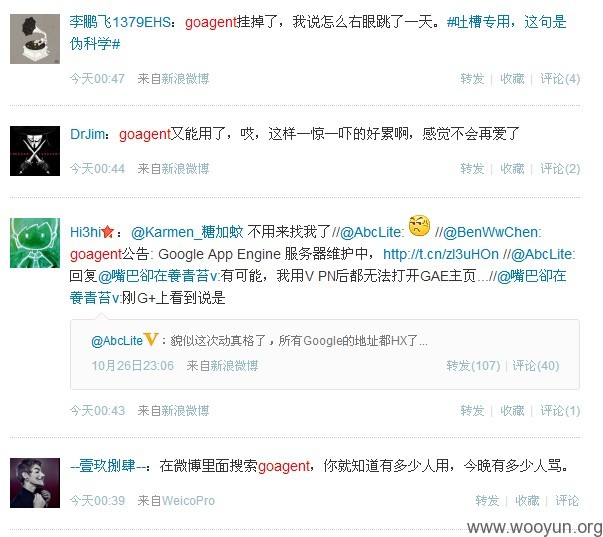 李鹏飞1379EHS：goagent挂掉了，我说怎么右眼跳了一天。#吐槽专用，这句是
伪科学#
今天00:47 来自新浪微博 转发 | 收藏 | 评论(4)
DrJim：goagent又能用了，哎，这样一惊一吓的好累啊，感觉不会再爱了
今天00:44 来自新浪微博 转发 | 收藏 | 评论(2)
Hi3hi：@Karmen_穗加蚊 不用来找我了//@AbcLite: //@BenWwChen:
goagent公告: Google App Engine 服务器维护中，http://t.cn/zl3uHOn //@AbcLite:
回复@嘴巴卻在養青苔v:有可能，我用V PN后都无法打开GAE主页...//@嘴巴卻在
養青苔v:刚G+上看到说是
@AbcLite：貌似这次动真格了，所有Google的地址都HX了...
10月26日23:06 来自新浪微博 转发(107) | 评论(40)
今天00:43 来自新浪微博 转发 | 收藏 | 评论(1)
--壹玖捌肆--：在微博里面搜索goagent，你就知道有多少人用，今晚有多少人骂。
今天00:39 来自WeicoPro 转发 | 收藏 | 评论
www.wooyun.org